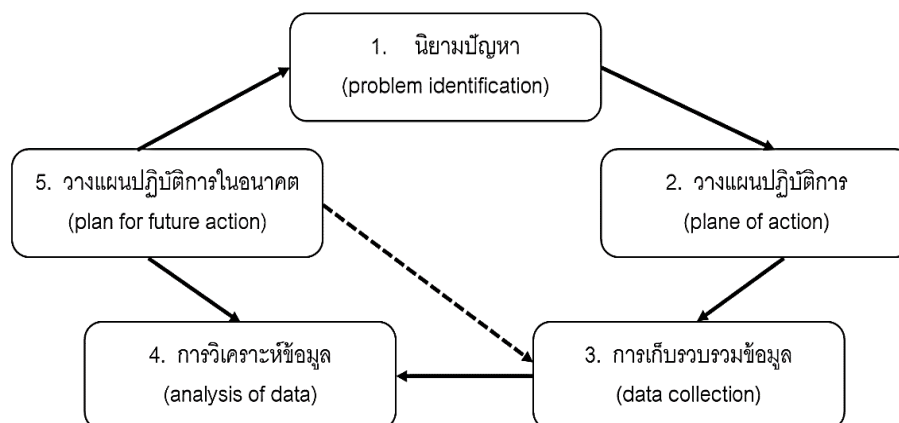 1. นิยามปัญหา
(problem identification)
5. วางแผนปฏิบัติการในอนาคต
(plan for future action)
2. วางแผนปฏิบัติการ
(plane of action)
4. การวิเคราะห์ข้อมูล
(analysis of data)
3. การเก็บรวบรวมข้อมูล
(data collection)